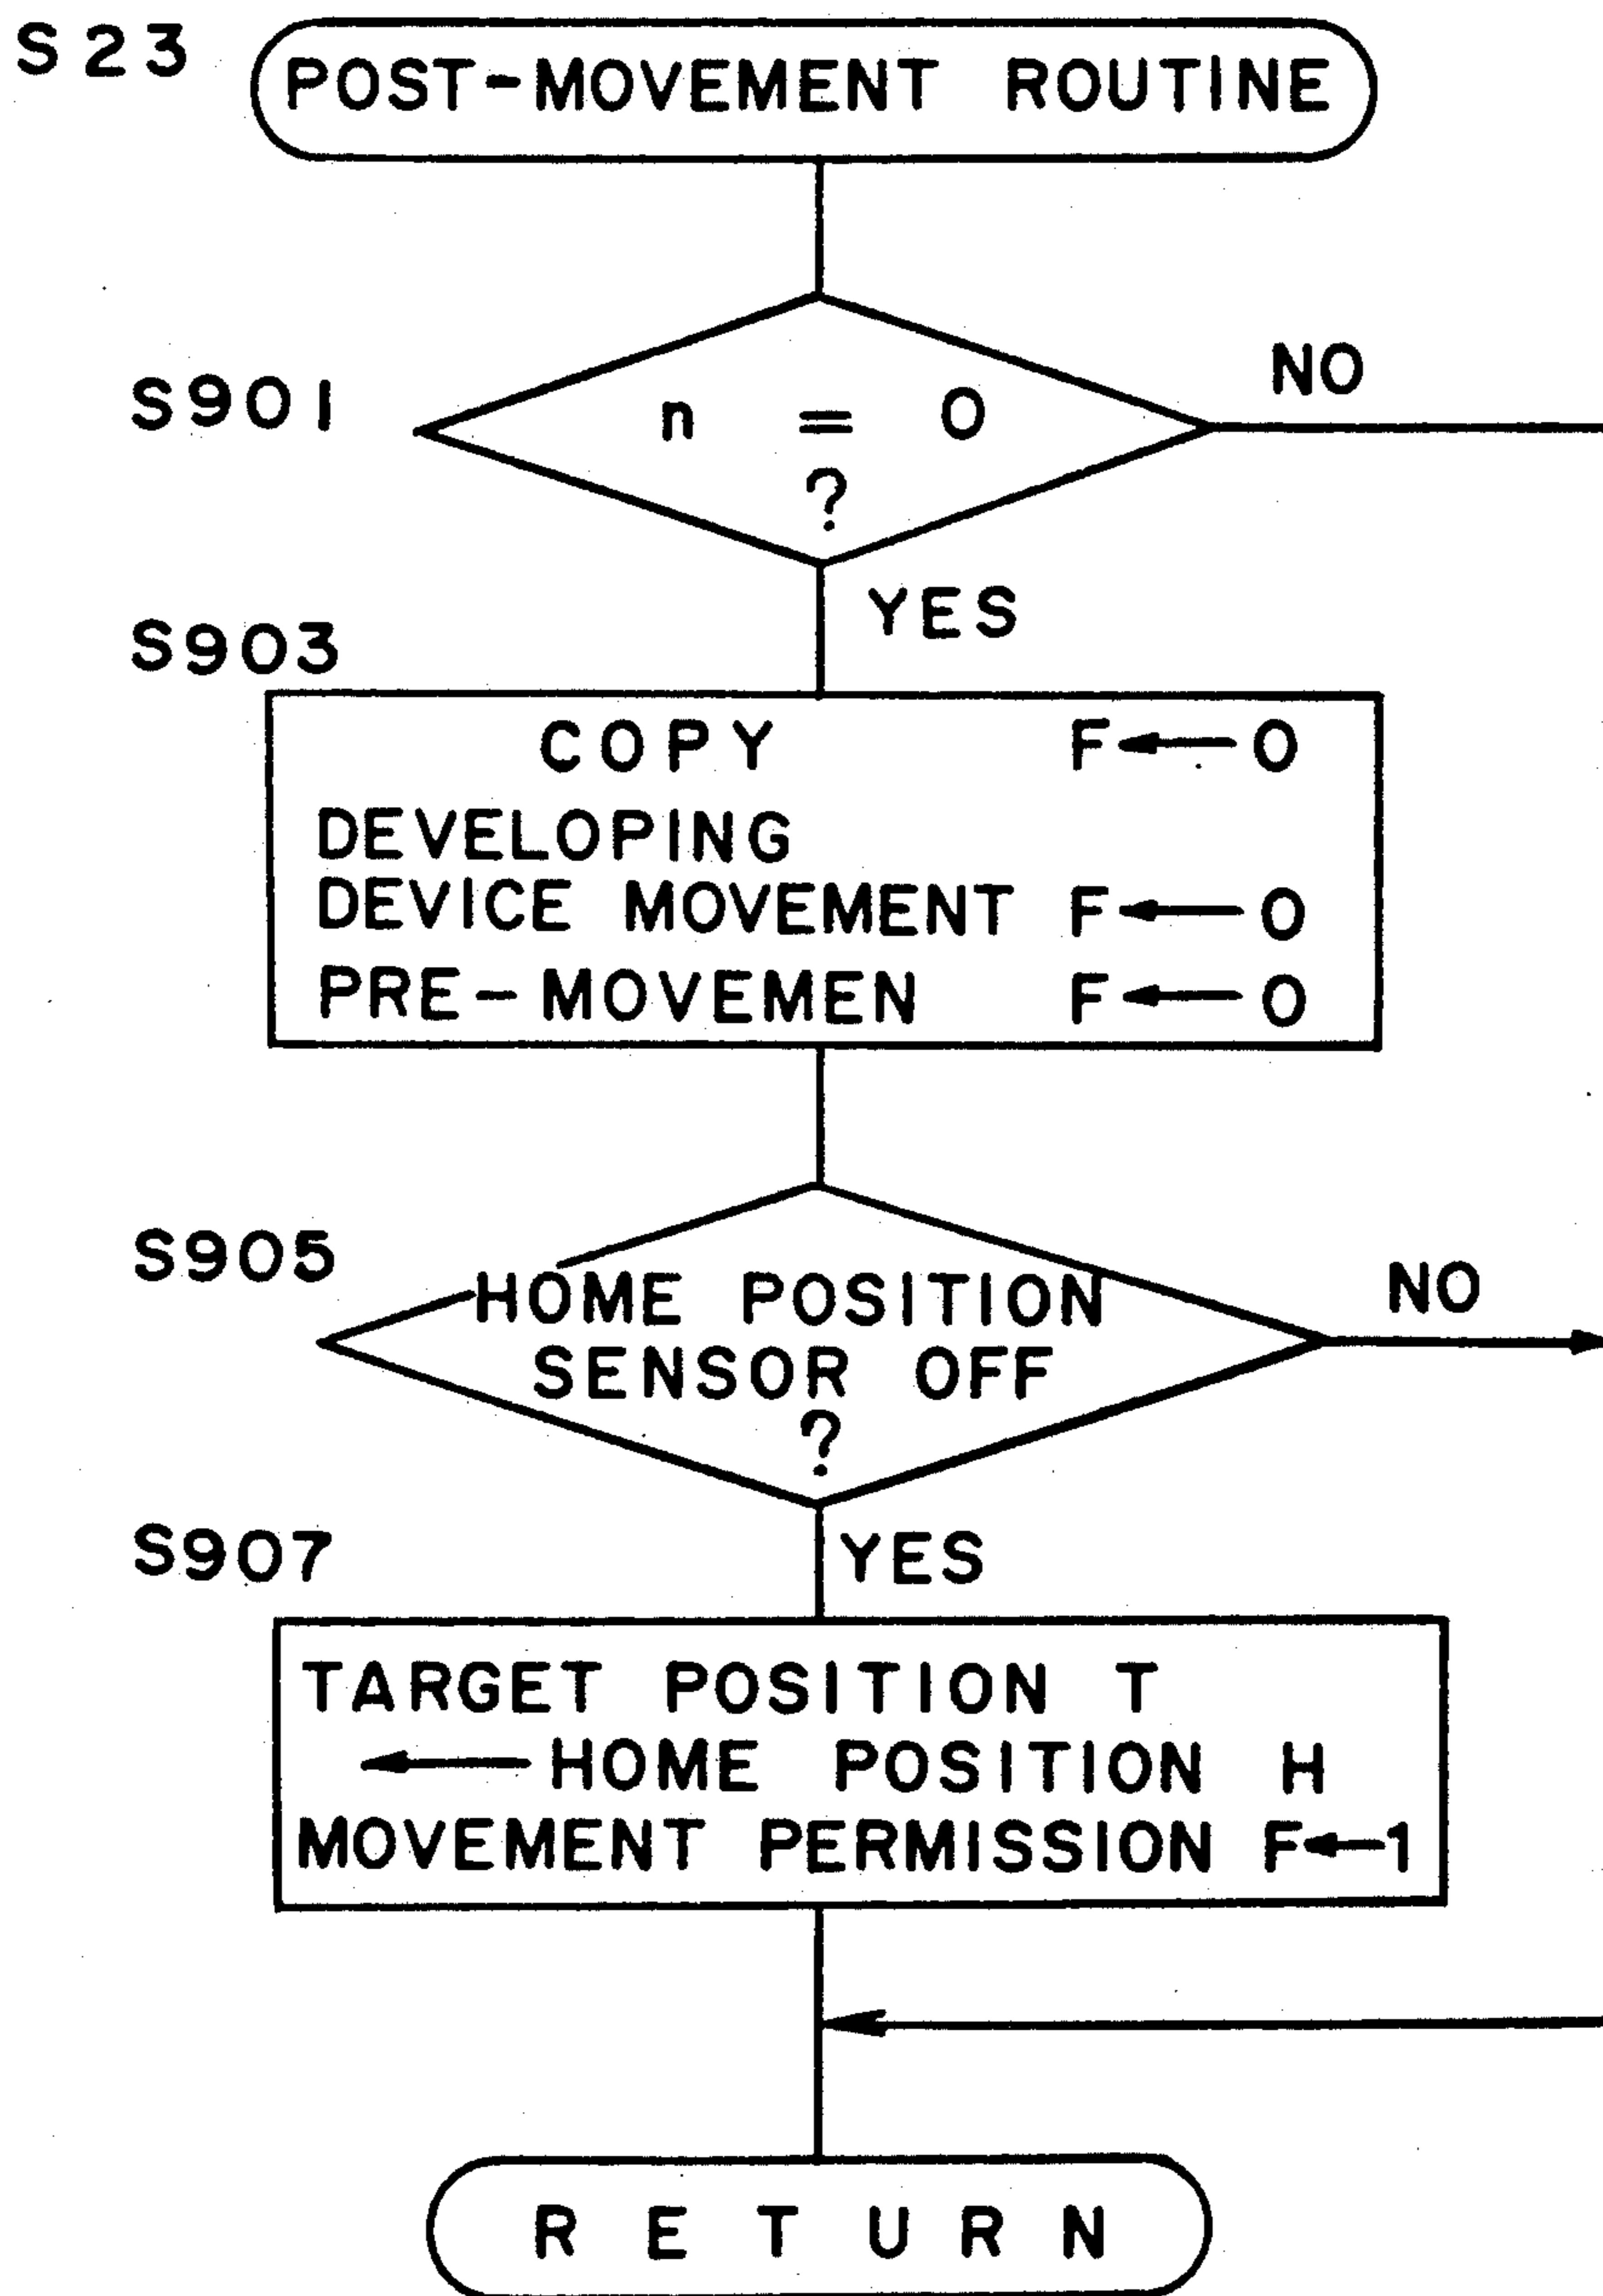 S23
POST-MOVEMENT ROUTINE
S901
n = 0
?
NO
YES
S903
COPY F←0
DEVELOPING
DEVICE MOVEMENT F←0
PRE-MOVEMEN F←0
S905
HOME POSITION
SENSOR OFF
?
NO
YES
S907
TARGET POSITION T
←HOME POSITION H
MOVEMENT PERMISSION F←1
RETURN